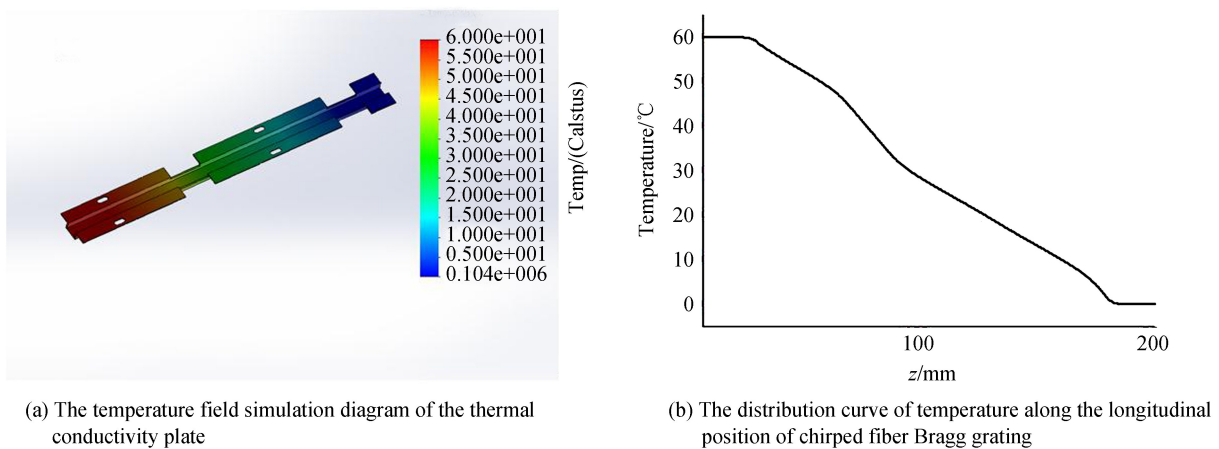 6.000e+001
5.500e+001
5.000e+001
4.500e+001
4.000e+001
3.500e+001
3.000e+001
2.500e+001
2.000e+001
1.500e+001
1.000e+001
0.500e+001
0.104e+006
Temp/(Calstus)
(a) The temperature field simulation diagram of the thermal
conductivity plate
60
50
40
30
20
10
0
Temperature/℃
100
200
z/mm
(b) The distribution curve of temperature along the longitudinal
position of chirped fiber Bragg grating